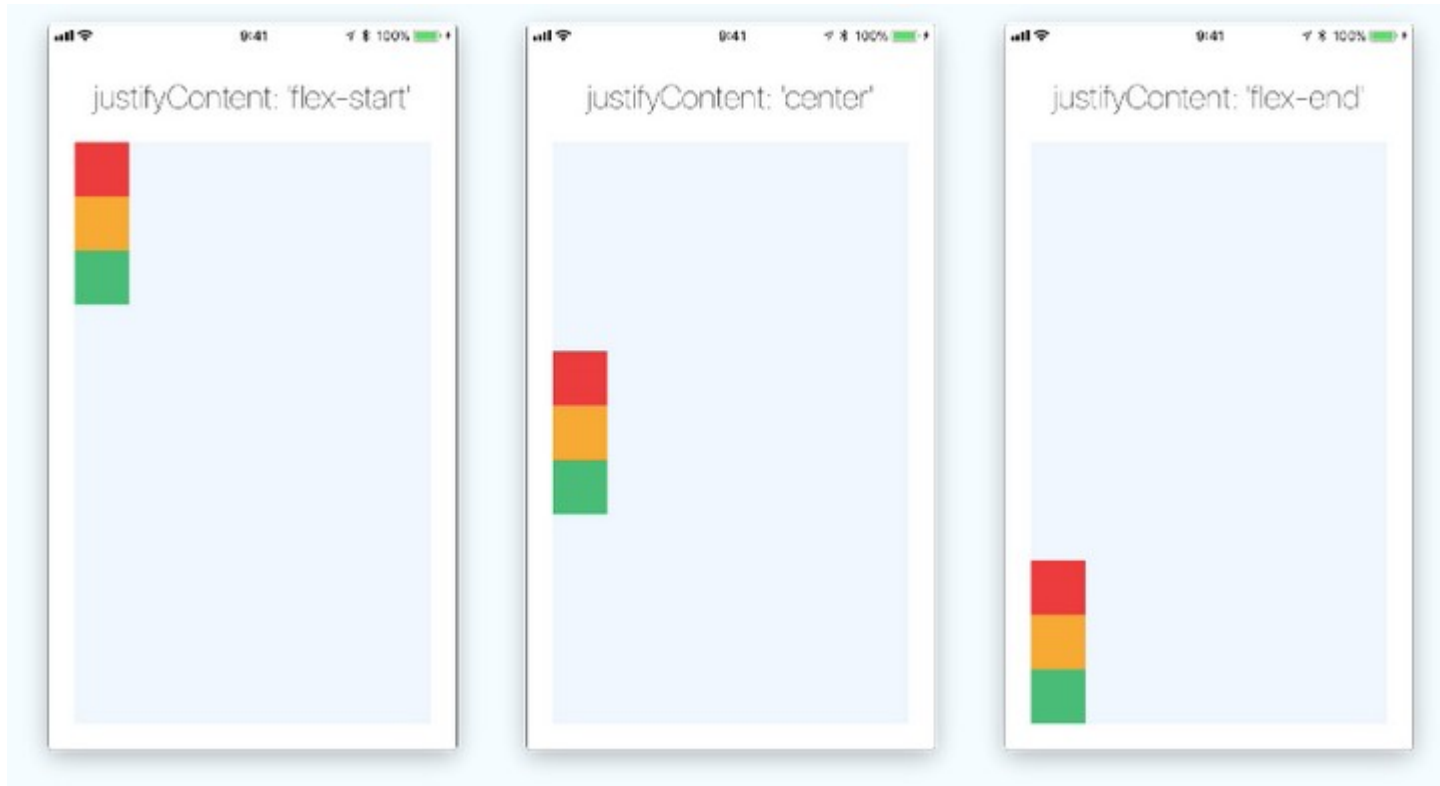 9:41 100%
justifyContent: 'flex-start'
9:41 100%
justifyContent: 'center'
9:41 100%
justifyContent: 'flex-end'